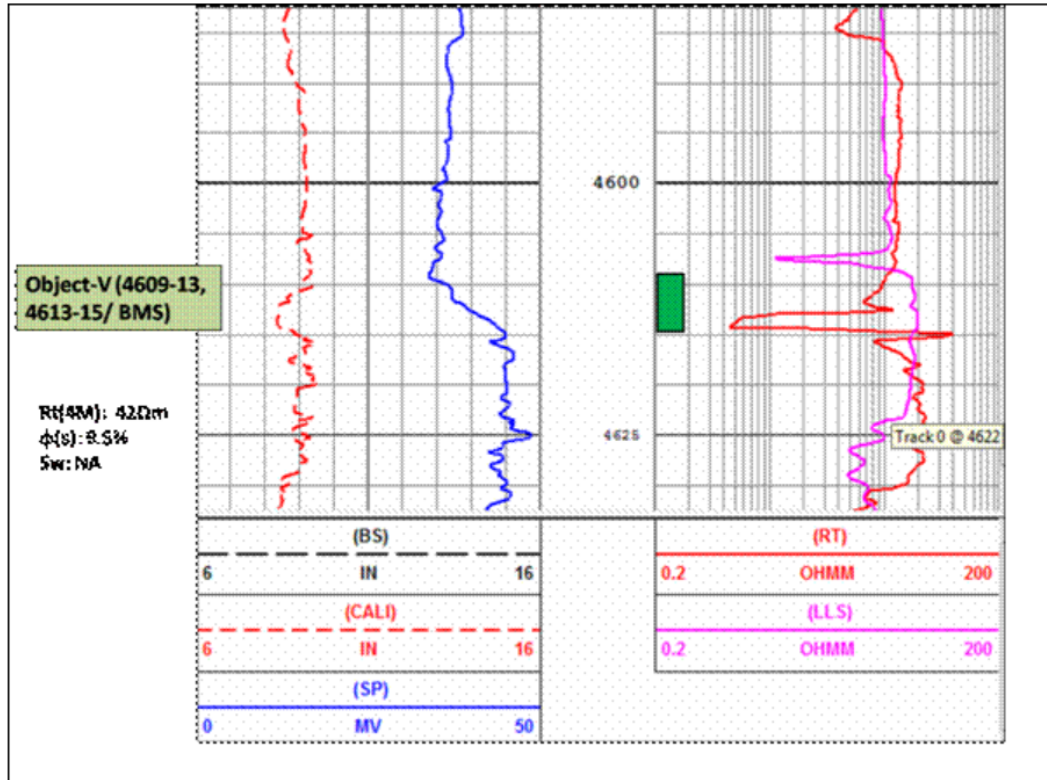 4600
Object-V (4609-13,
4613-15/ BMS)
Rt(4M): 42Ωm
ϕ(s): 9.5%
Sw: NA
4625
Track 0 @ 4622
(BS)
6 IN 16
(CALI)
6 IN 16
(SP)
0 MV 50
(RT)
0.2 OHMM 200
(LLS)
0.2 OHMM 200